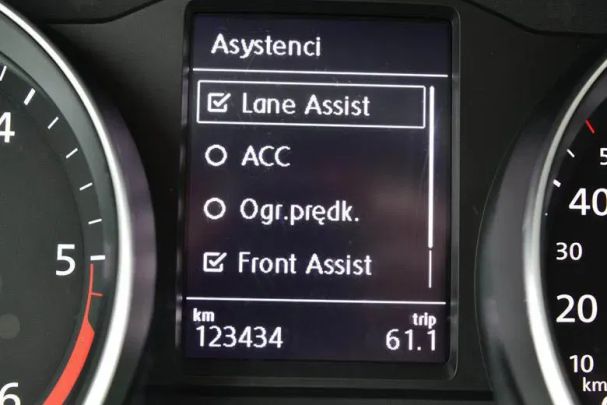 Asystenci
Lane Assist
ACC
Ogr.prędk.
Front Assist
km trip
123434 61.1
4
5
6
5
40
30
20
10
km